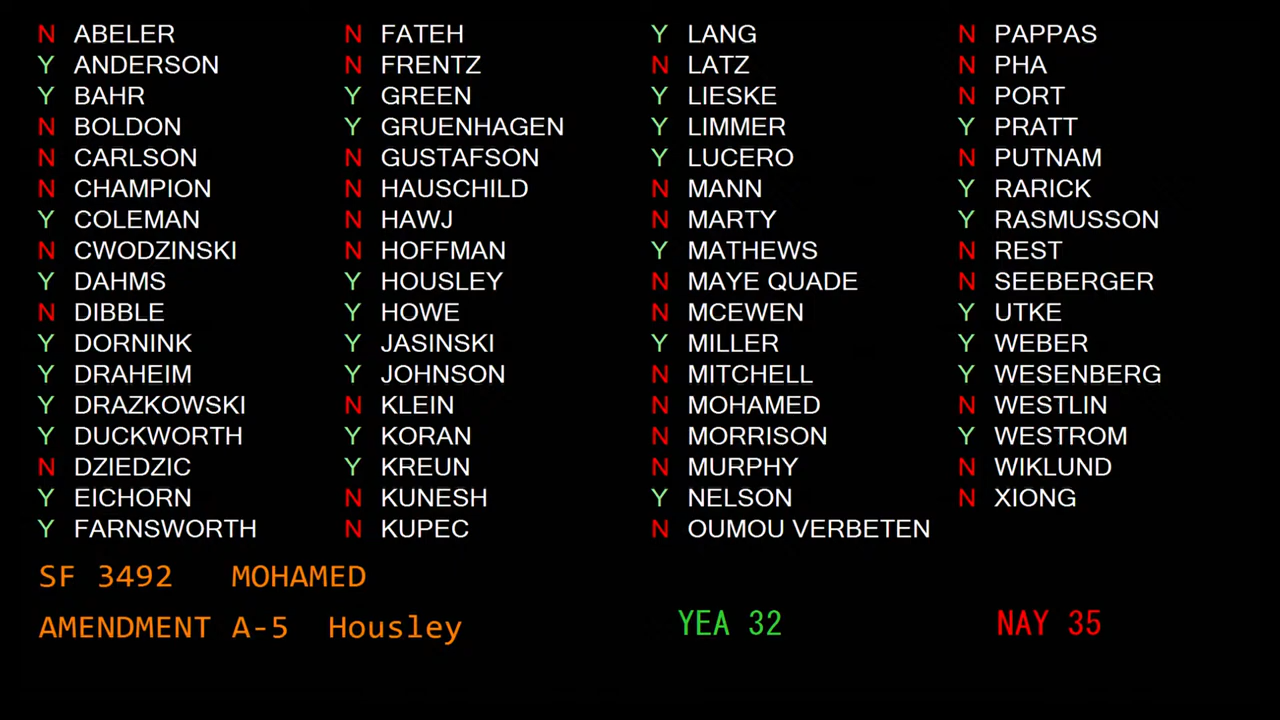 N ABELER N FATEH Y LANG N PAPPAS
Y ANDERSON N FRENTZ N LATZ N PHA
Y BAHR Y GREEN Y LIESKE N PORT
N BOLDON Y GRUENHAGEN Y LIMMER Y PRATT
N CARLSON N GUSTAFSON Y LUCERO N PUTNAM
N CHAMPION N HAUSCHILD N MANN Y RARICK
Y COLEMAN N HAWJ N MARTY Y RASMUSSON
N CWODZINSKI N HOFFMAN Y MATHEWS N REST
Y DAHMS Y HOUSLEY N MAYE QUADE N SEEBERGER
N DIBBLE Y HOWE N MCEWEN Y UTKE
Y DORNINK Y JASINSKI Y MILLER Y WEBER
Y DRAHEIM Y JOHNSON N MITCHELL Y WESENBERG
Y DRAZKOWSKI N KLEIN N MOHAMED N WESTLIN
Y DUCKWORTH Y KORAN N MORRISON Y WESTROM
N DZIEDZIC Y KREUN N MURPHY N WIKLUND
Y EICHORN N KUNESH Y NELSON N XIONG
Y FARNSWORTH N KUPEC N OUMOU VERBETEN
SF 3492 MOHAMED
AMENDMENT A-5 Housley YEA 32 NAY 35